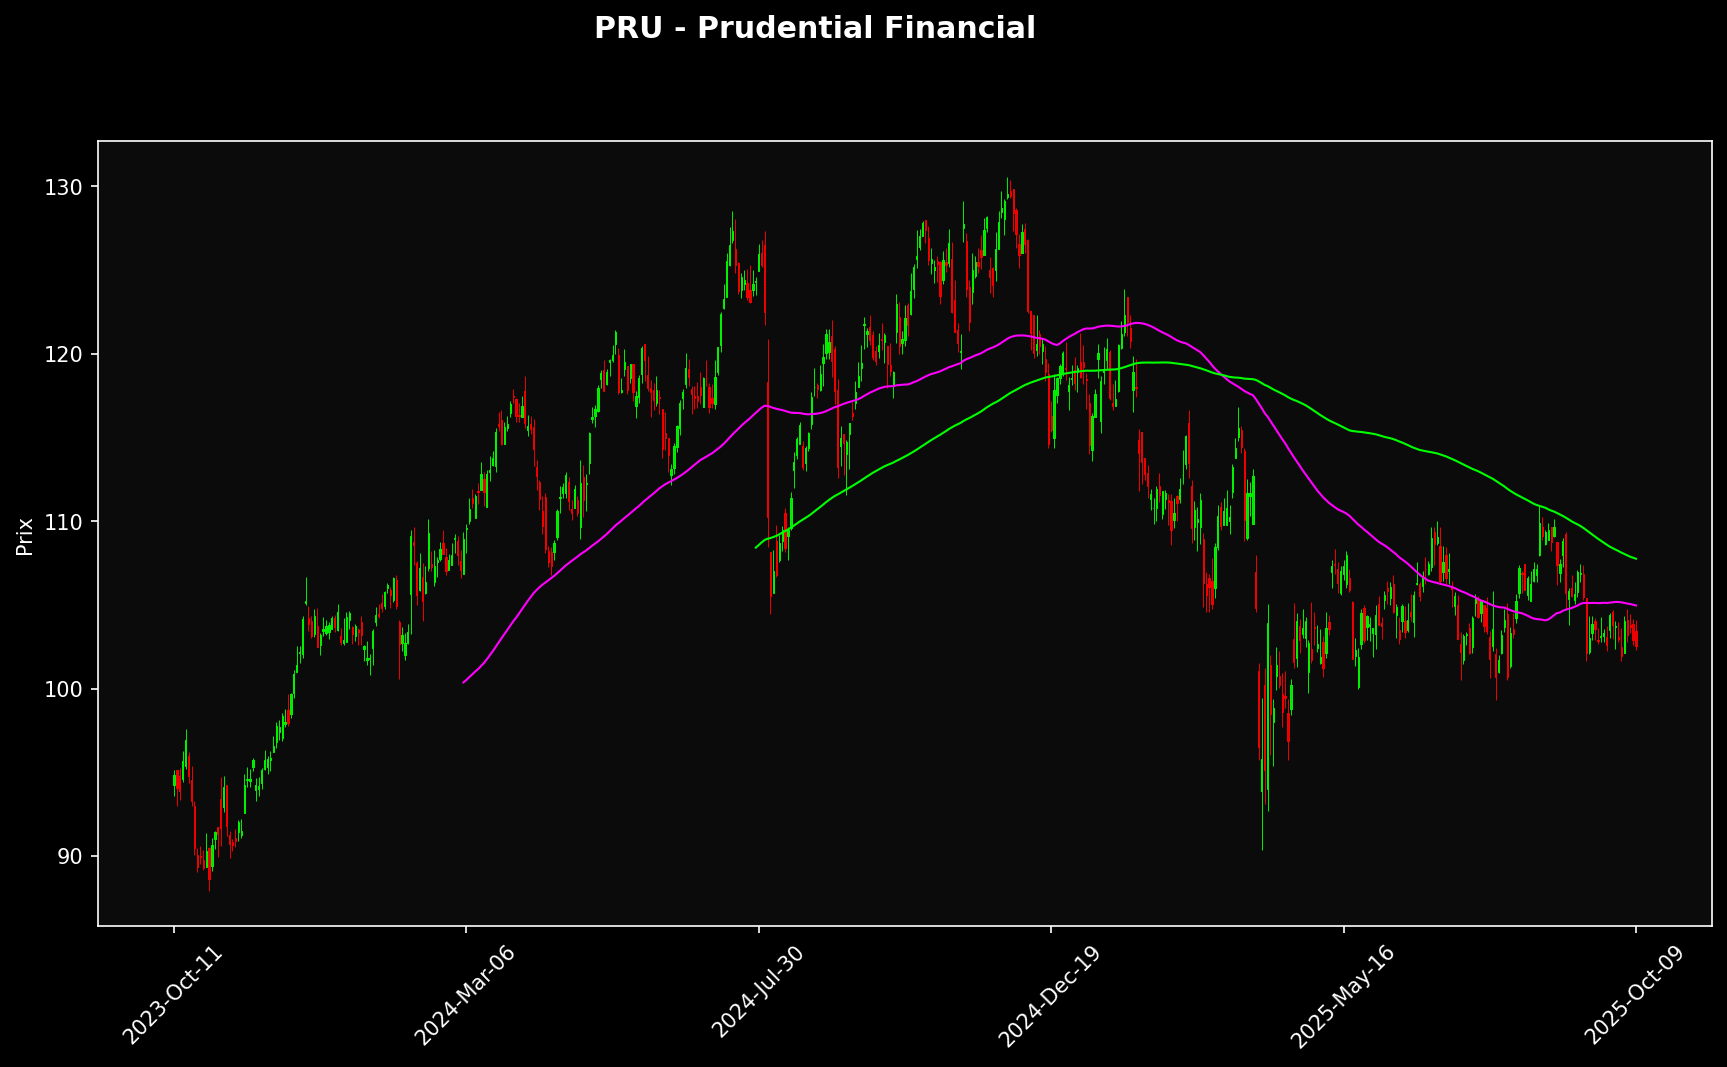 PRU - Prudential Financial
Prix
130
120
110
100
90
2023-Oct-11
2024-Mar-06
2024-Jul-30
2024-Dec-19
2025-May-16
2025-Oct-09